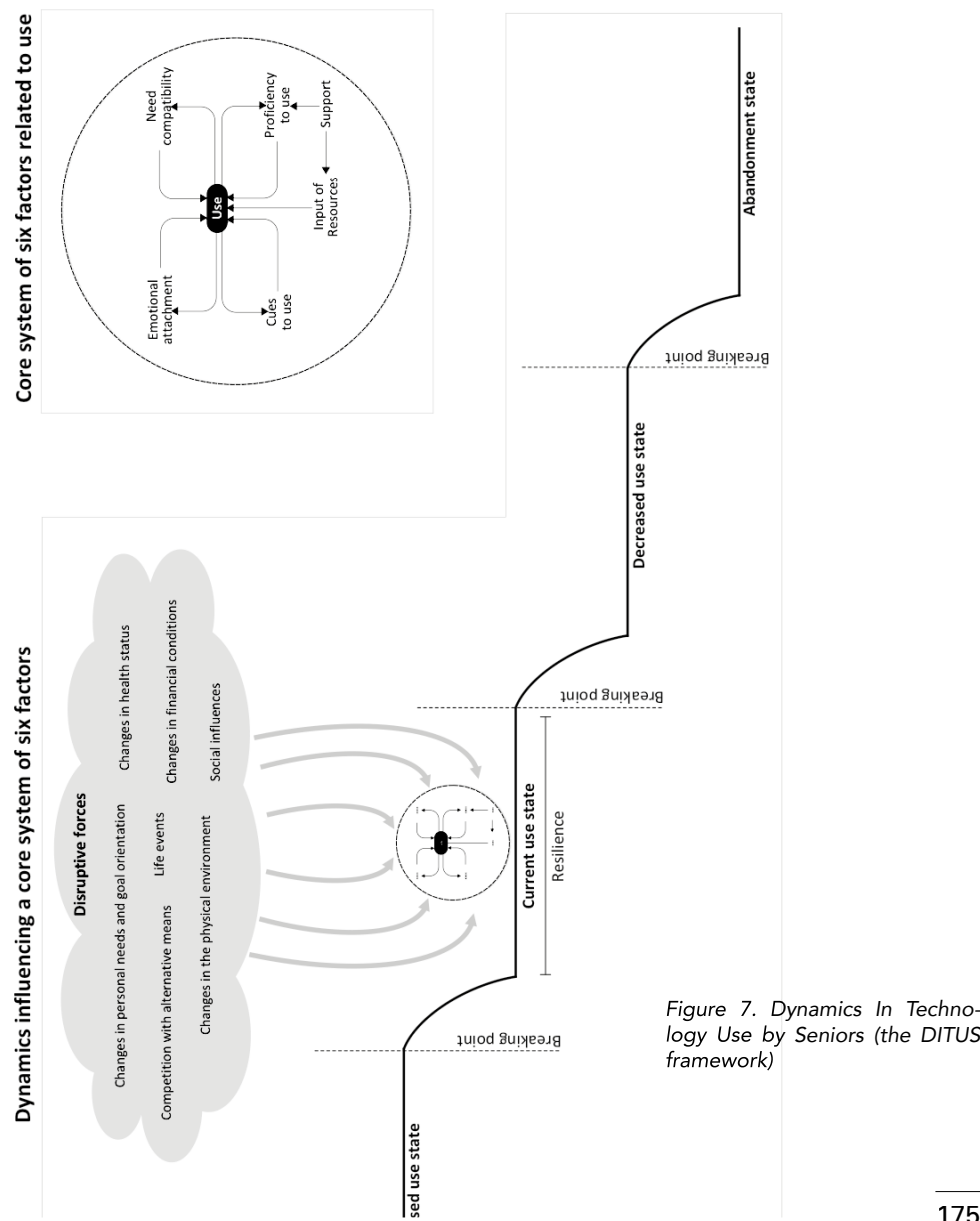 Dynamics influencing a core system of six factors
Disruptive forces
Changes in personal needs and goal orientation
Changes in health status
Life events
Competition with alternative means
Changes in financial conditions
Changes in the physical environment
Social influences
sed use state
Breaking point
Current use state
Resilience
Breaking point
Decreased use state
Breaking point
Abandonment state
Core system of six factors related to use
Emotional
attachment
Need
compatibility
Use
Cues
to use
Proficiency
to use
Input of
Resources
Support
Figure 7. Dynamics In Techno-
logy Use by Seniors (the DITUS
framework)
175